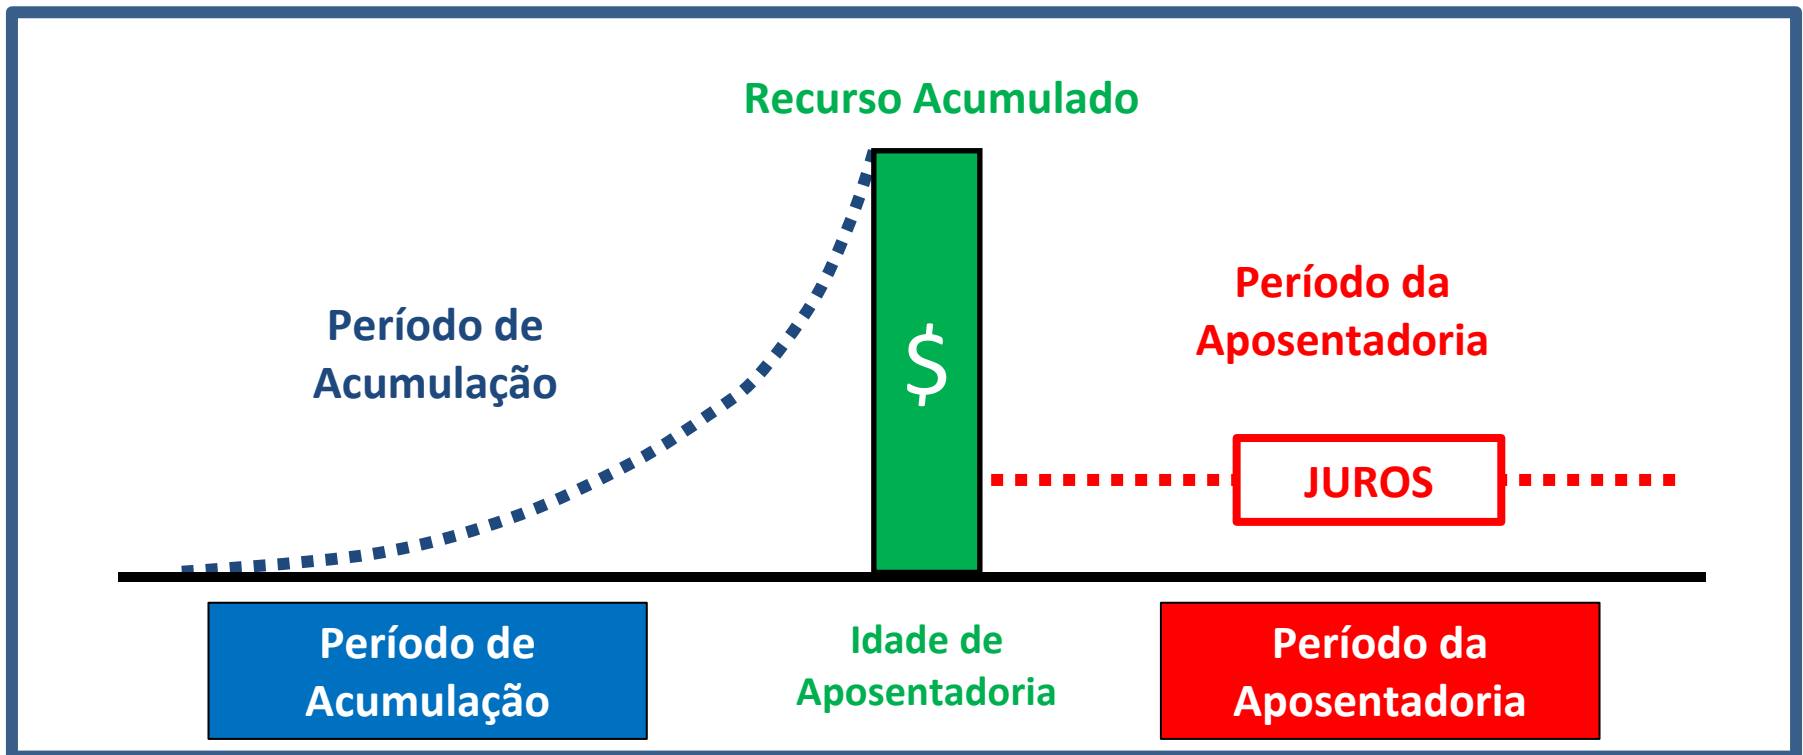 Recurso Acumulado
Período de
Acumulação
$
Período da
Aposentadoria
JUROS
Período de
Acumulação
Idade de
Aposentadoria
Período da
Aposentadoria